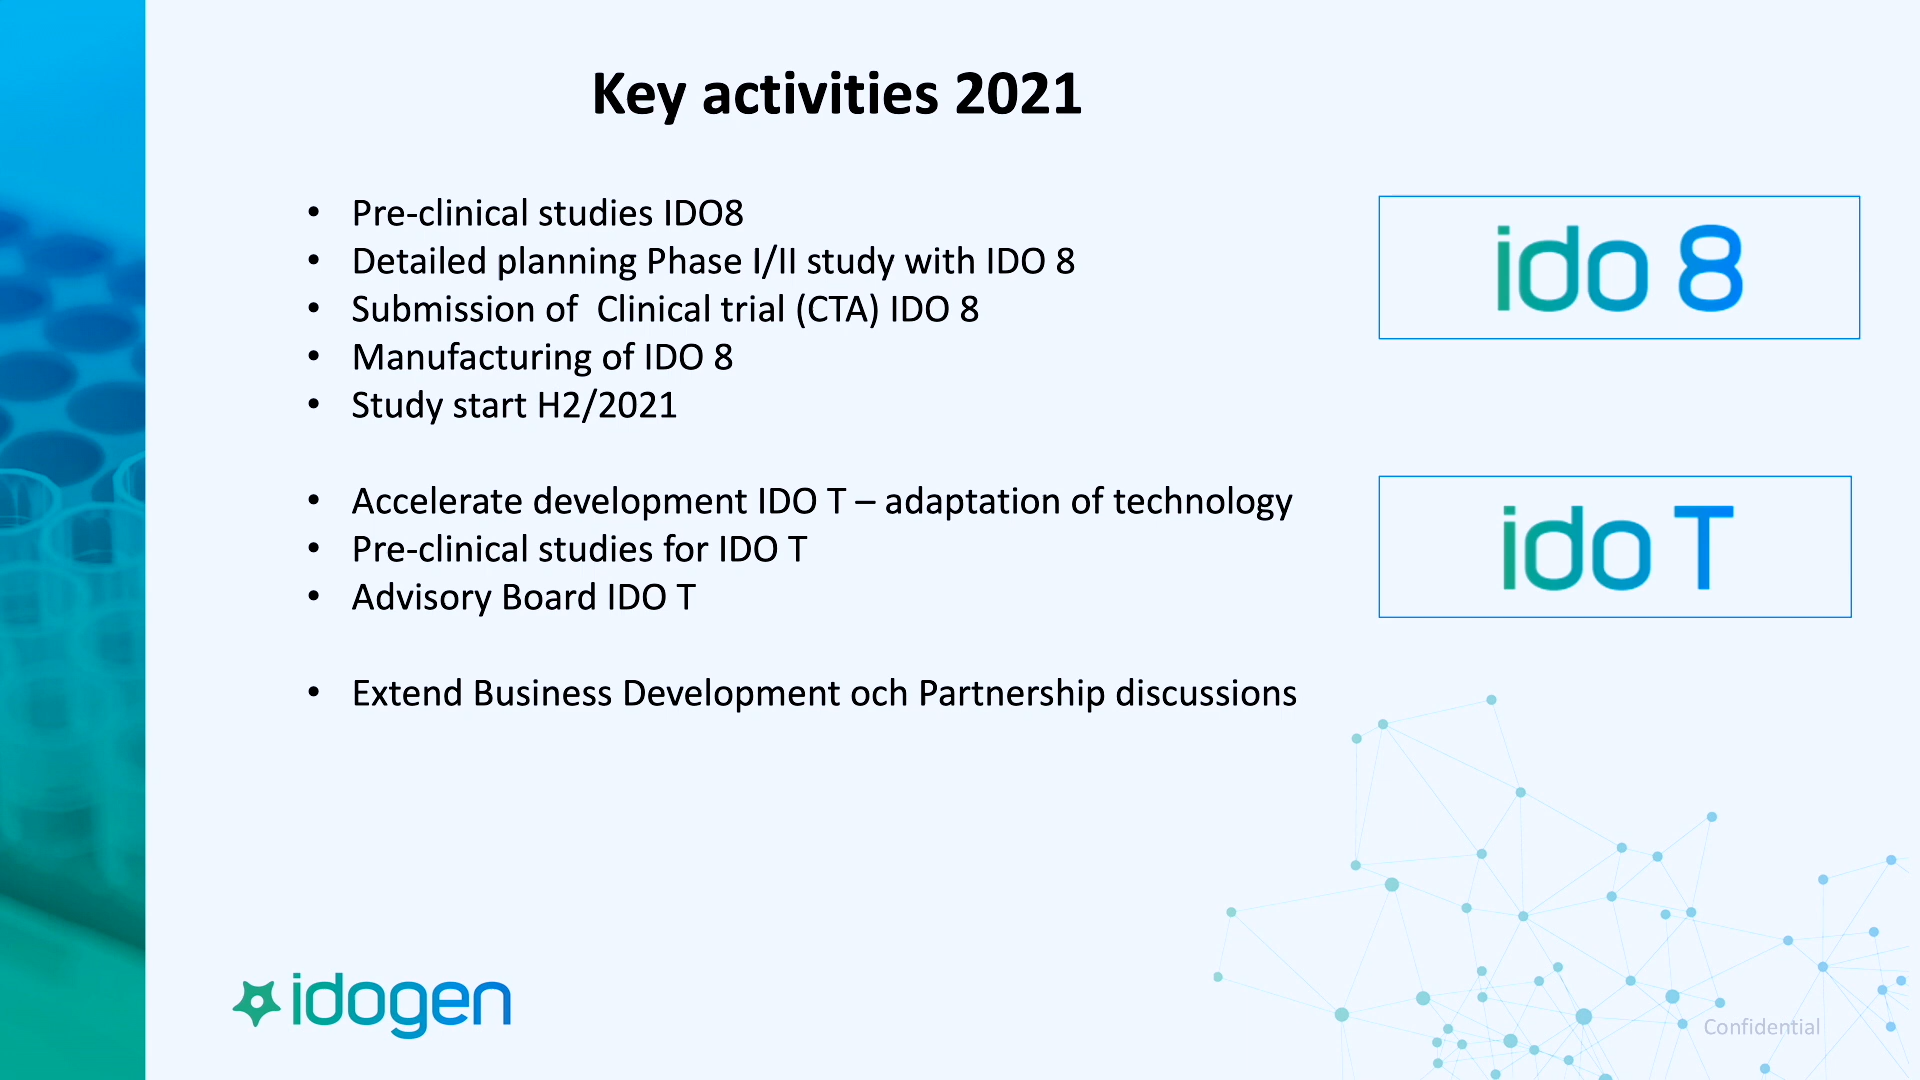 Key activities 2021
• Pre-clinical studies IDO8
• Detailed planning Phase I/II study with IDO 8
• Submission of  Clinical trial (CTA) IDO 8
• Manufacturing of IDO 8
• Study start H2/2021
ido 8
• Accelerate development IDO T – adaptation of technology
• Pre-clinical studies for IDO T
• Advisory Board IDO T
ido T
• Extend Business Development och Partnership discussions
idogen
Confidential